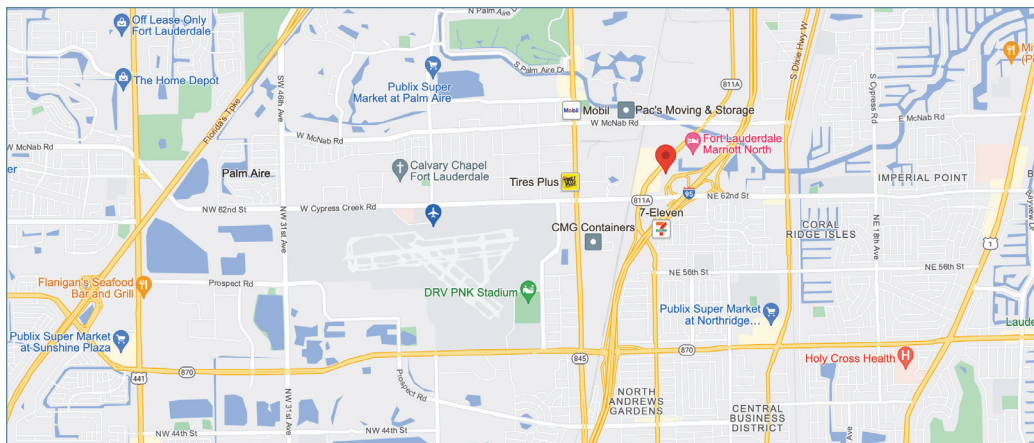 N Palm Aire
Off Lease Only
Fort Lauderdale
The Home Depot
Florida's Tpke
SW 46th Ave
Publix Super
Market at Palm Aire
S Palm Aire Dr
811A
S Dixie Hwy W
S Cypress Rd
Mobil
Mobil
Pac's Moving & Storage
W McNab Rd
E McNab Rd
W McNab Rd
W McNab Rd
Fort Lauderdale
Marriott North
Palm Aire
Calvary Chapel
Fort Lauderdale
Tires Plus
95
IMPERIAL POINT
NW 62nd St
W Cypress Creek Rd
811A
NE 62nd St
7-Eleven
NW 31st Ave
CMG Containers
CORAL
RIDGE ISLES
NE 18th Ave
Bayview Dr
1
NE 56th St
NE 56th St
Flanigan's Seafood
Bar and Grill
Prospect Rd
DRV PNK Stadium
Publix Super Market
at Northridge...
Publix Super Market
at Sunshine Plaza
870
845
870
Holy Cross Health
H
441
NW 31st Ave
Prospect Rd
NORTH
ANDREWS
GARDENS
CENTRAL
BUSINESS
DISTRICT
NW 44th St
NW 44th St